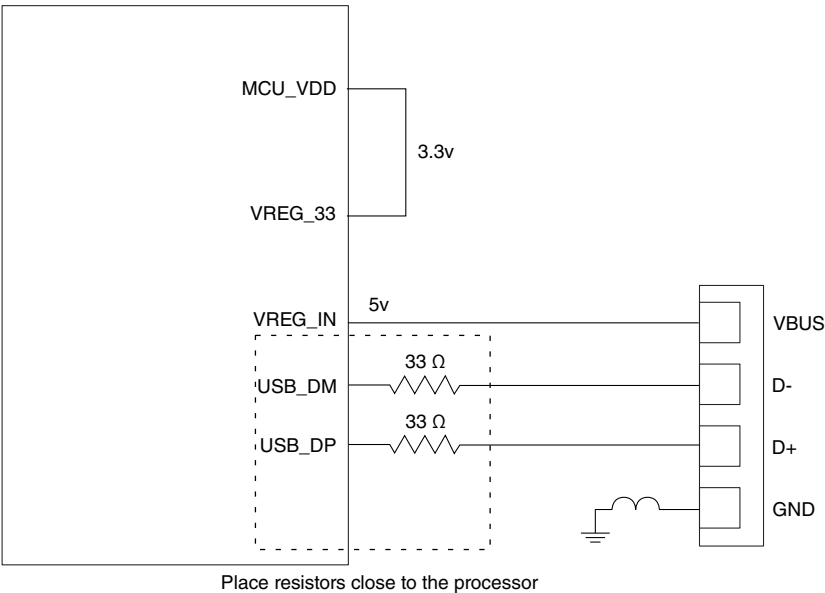 MCU_VDD
3.3v
VREG_33
VREG_IN
5v
VBUS
33 Ω
USB_DM
D-
33 Ω
USB_DP
D+
GND
Place resistors close to the processor